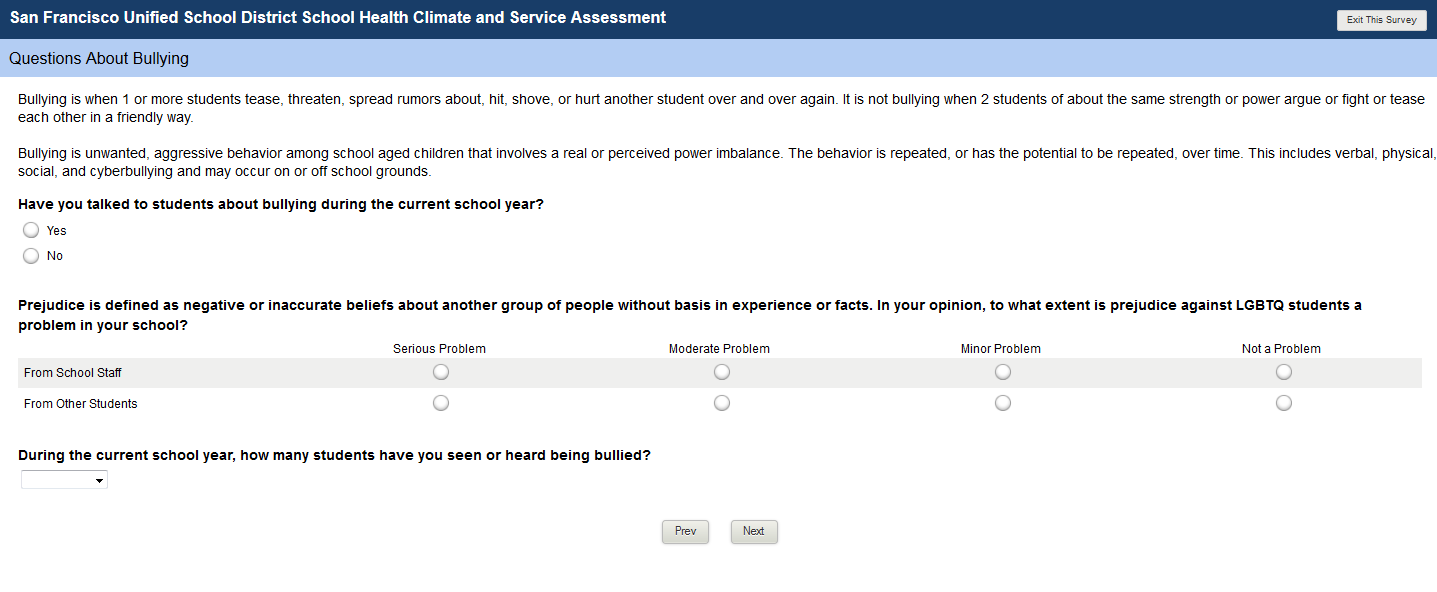 San Francisco Unified School District School Health Climate and Service Assessment
Exit This Survey
Questions About Bullying
Bullying is when 1 or more students tease, threaten, spread rumors about, hit, shove, or hurt another student over and over again. It is not bullying when 2 students of about the same strength or power argue or fight or tease
each other in a friendly way.
Bullying is unwanted, aggressive behavior among school aged children that involves a real or perceived power imbalance. The behavior is repeated, or has the potential to be repeated, over time. This includes verbal, physical,
social, and cyberbullying and may occur on or off school grounds.
Have you talked to students about bullying during the current school year?
Yes
No
Prejudice is defined as negative or inaccurate beliefs about another group of people without basis in experience or facts. In your opinion, to what extent is prejudice against LGBTQ students a
problem in your school?
Serious Problem Moderate Problem Minor Problem Not a Problem
From School Staff
From Other Students
During the current school year, how many students have you seen or heard being bullied?
Prev Next